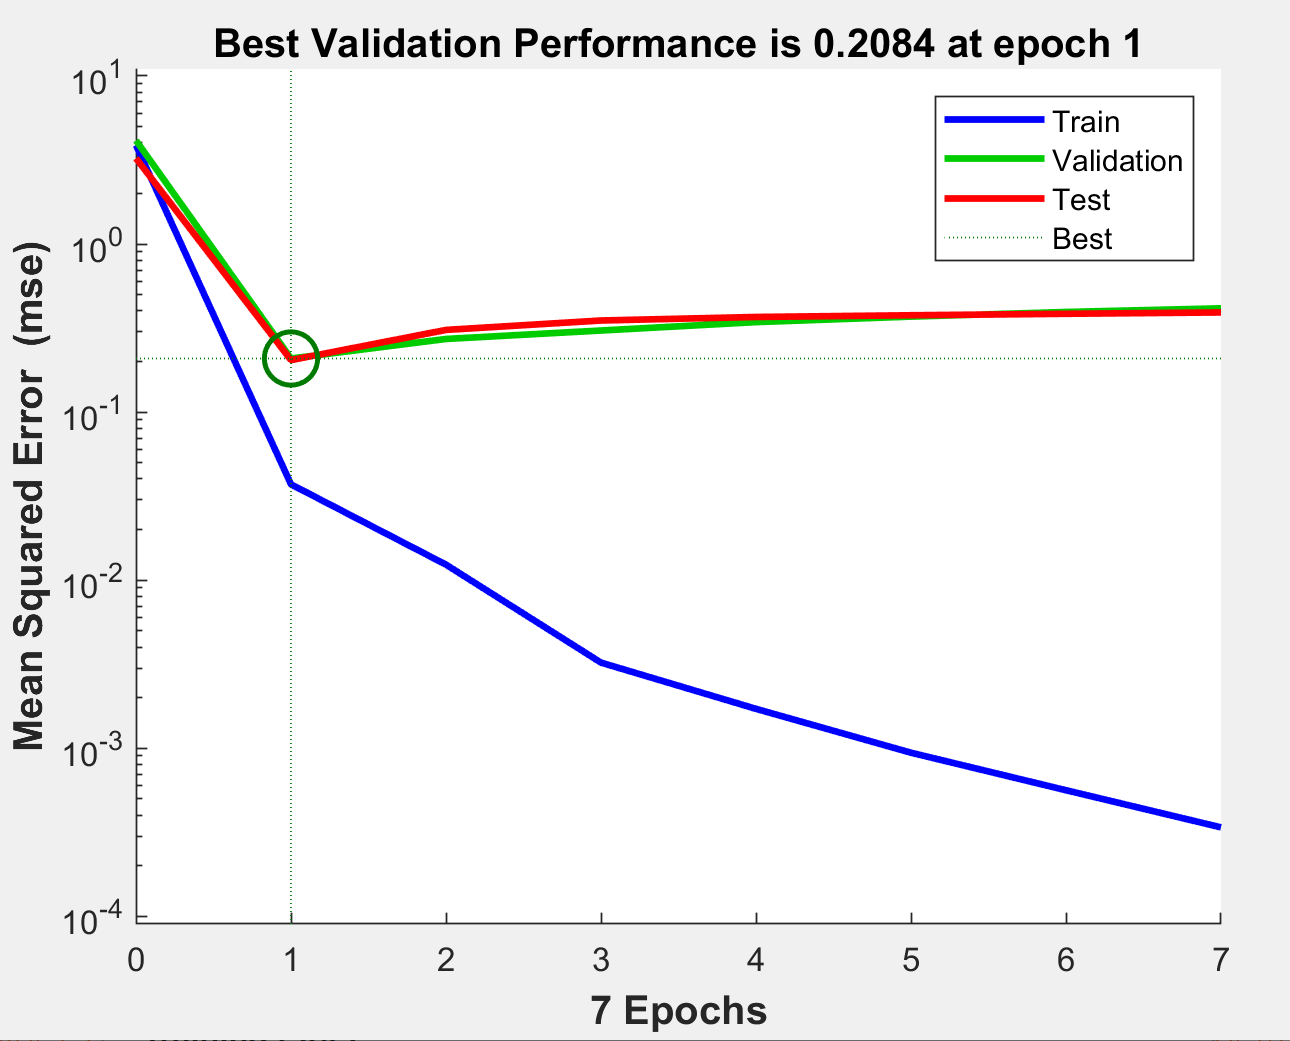 Best Validation Performance is 0.2084 at epoch 1
Mean Squared Error (mse)
10^1
10^0
10^-1
10^-2
10^-3
10^-4
Train
Validation
Test
Best
0 1 2 3 4 5 6 7
7 Epochs